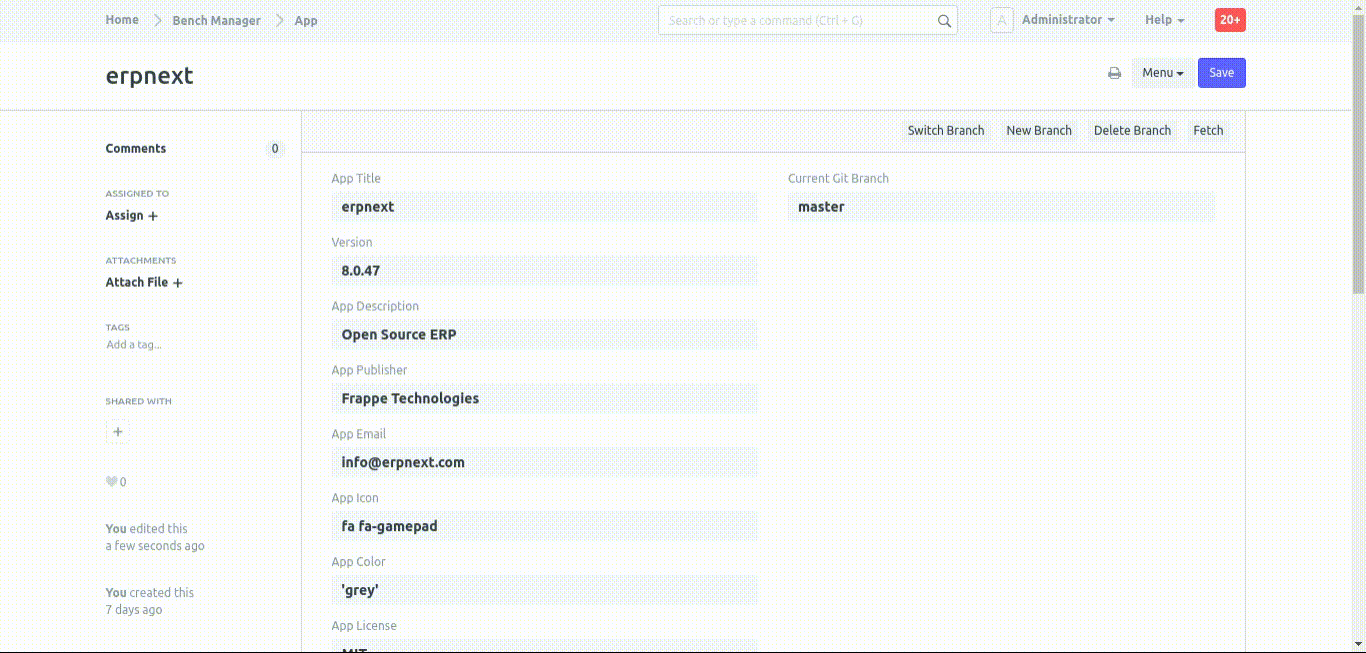 Home Bench Manager App Search or type a command (Ctrl + G) A Administrator Help 20+
erpnext Menu Save
Switch Branch New Branch Delete Branch Fetch
Comments 0
ASSIGNED TO
Assign +
ATTACHMENTS
Attach File +
TAGS
Add a tag...
SHARED WITH
+
0
You edited this
a few seconds ago
You created this
7 days ago
App Title
erpnext
Version
8.0.47
App Description
Open Source ERP
App Publisher
Frappe Technologies
App Email
info@erpnext.com
App Icon
fa fa-gamepad
App Color
'grey'
App License
MIT
Current Git Branch
master